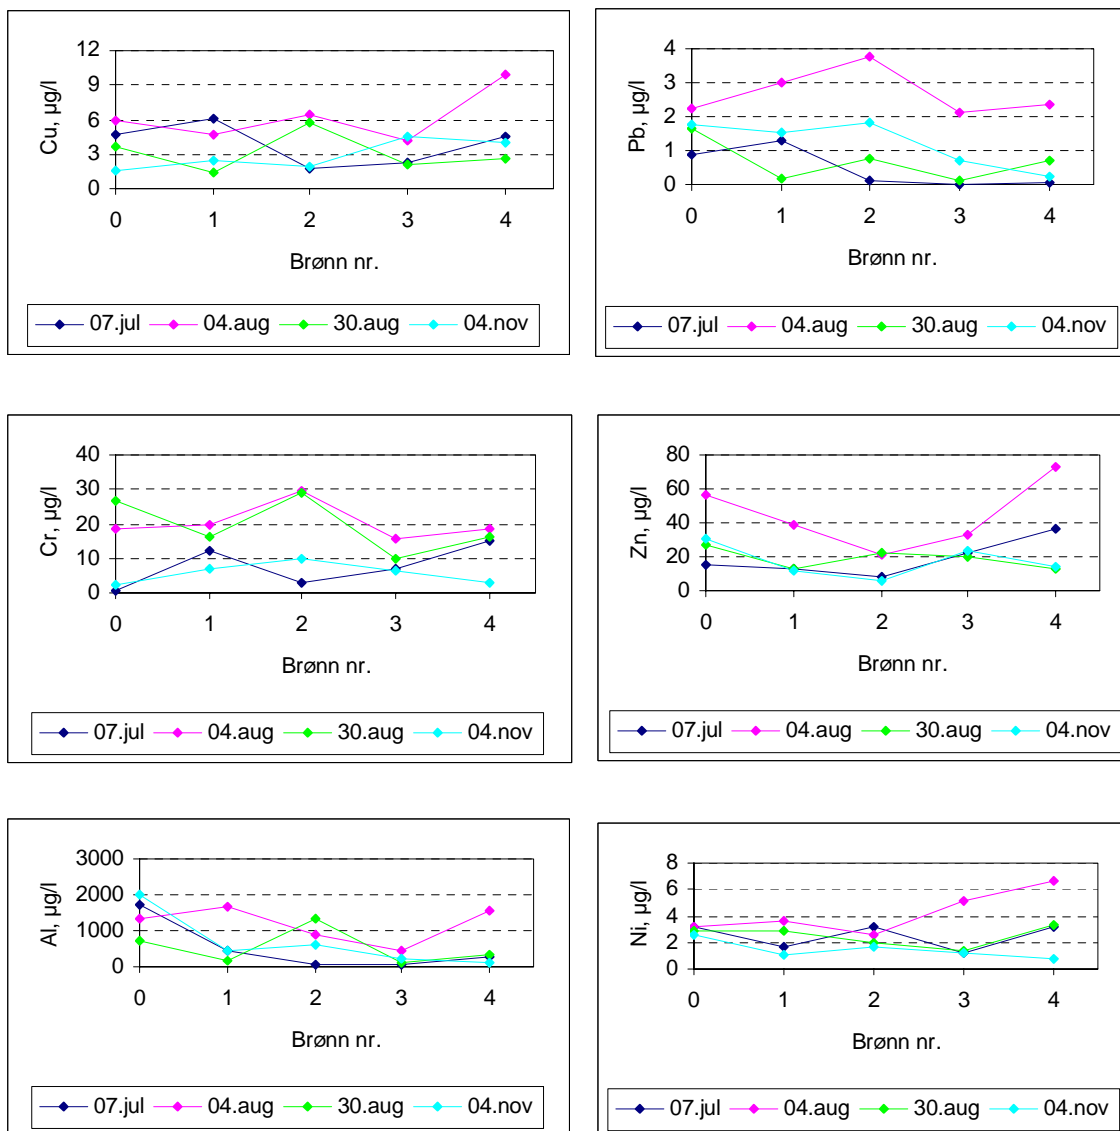 Cu, µg/l
12
9
6
3
0
0 1 2 3 4
Brønn nr.
07.jul 04.aug 30.aug 04.nov
Pb, µg/l
4
3
2
1
0
0 1 2 3 4
Brønn nr.
07.jul 04.aug 30.aug 04.nov
Cr, µg/l
40
30
20
10
0
0 1 2 3 4
Brønn nr.
07.jul 04.aug 30.aug 04.nov
Zn, µg/l
80
60
40
20
0
0 1 2 3 4
Brønn nr.
07.jul 04.aug 30.aug 04.nov
Al, µg/l
3000
2000
1000
0
0 1 2 3 4
Brønn nr.
07.jul 04.aug 30.aug 04.nov
Ni, µg/l
8
6
4
2
0
0 1 2 3 4
Brønn nr.
07.jul 04.aug 30.aug 04.nov